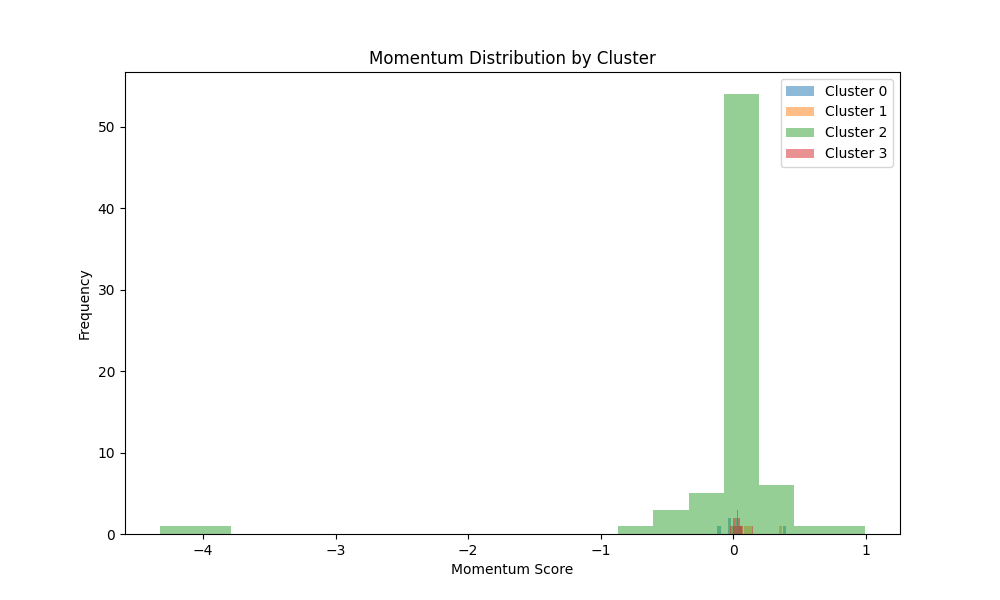 Momentum Distribution by Cluster
Cluster 0
Cluster 1
Cluster 2
Cluster 3
50
40
30
20
10
0
Frequency
−4
−3
−2
−1
0
1
Momentum Score